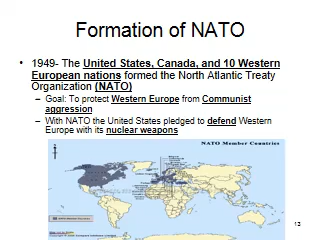 Formation of NATO
• 1949- The United States, Canada, and 10 Western
European nations formed the North Atlantic Treaty
Organization (NATO)
– Goal: To protect Western Europe from Communist
aggression
– With NATO the United States pledged to defend Western
Europe with its nuclear weapons
NATO Member Countries
13